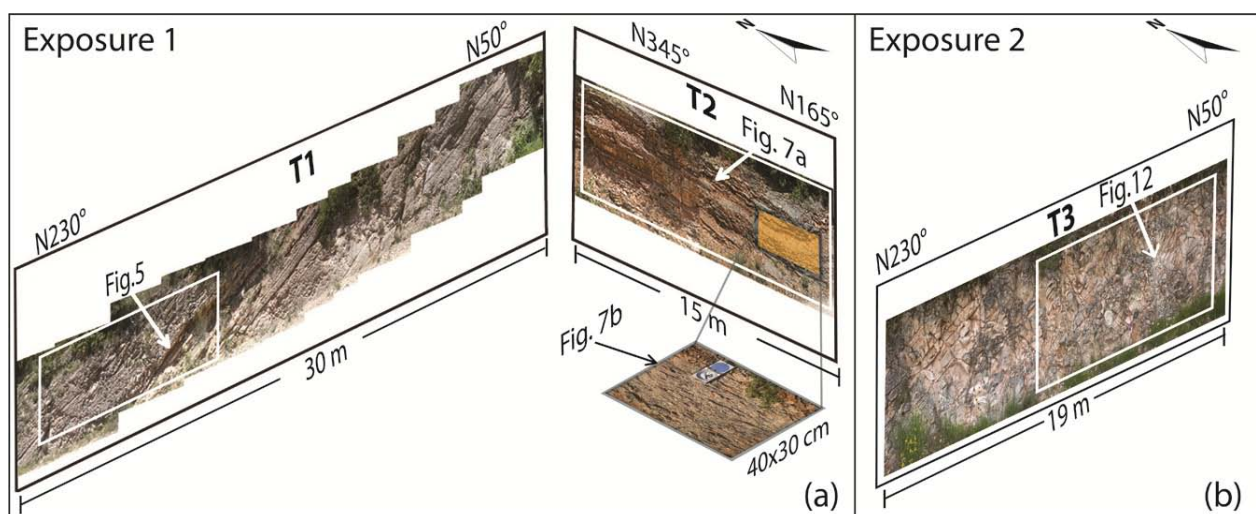 Exposure 1
N
N50°
T1
N230°
Fig.5
30 m
N345°
T2
N165°
Fig. 7a
15 m
Fig. 7b
40x30 cm
(a)
Exposure 2
N
N50°
T3
Fig.12
N230°
19 m
(b)